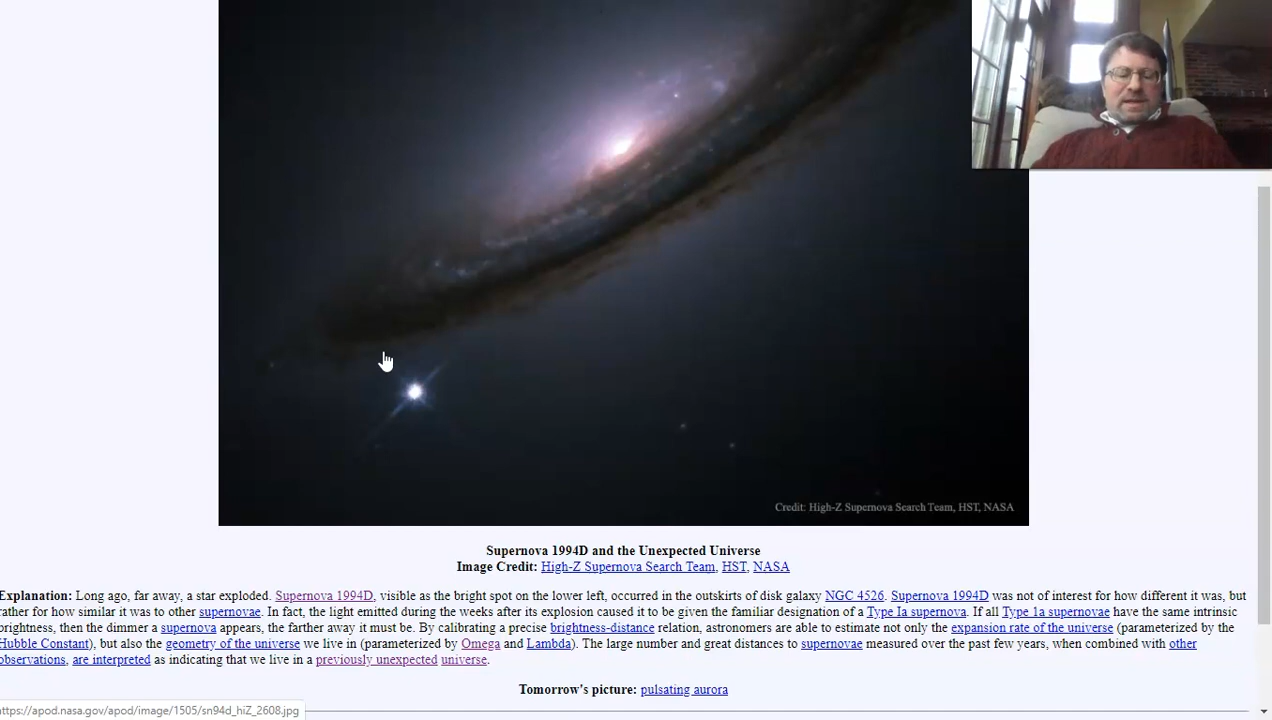 Credit: High-Z Supernova Search Team, HST, NASA
Supernova 1994D and the Unexpected Universe
Image Credit: High-Z Supernova Search Team, HST, NASA
Explanation: Long ago, far away, a star exploded. Supernova 1994D, visible as the bright spot on the lower left, occurred in the outskirts of disk galaxy NGC 4526. Supernova 1994D was not of interest for how different it was, but
rather for how similar it was to other supernovae. In fact, the light emitted during the weeks after its explosion caused it to be given the familiar designation of a Type Ia supernova. If all Type 1a supernovae have the same intrinsic
brightness, then the dimmer a supernova appears, the farther away it must be. By calibrating a precise brightness-distance relation, astronomers are able to estimate not only the expansion rate of the universe (parameterized by the
Hubble Constant), but also the geometry of the universe we live in (parameterized by Omega and Lambda). The large number and great distances to supernovae measured over the past few years, when combined with other
observations, are interpreted as indicating that we live in a previously unexpected universe.
Tomorrow's picture: pulsating aurora
https://apod.nasa.gov/apod/image/1505/sn94d_hiZ_2608.jpg